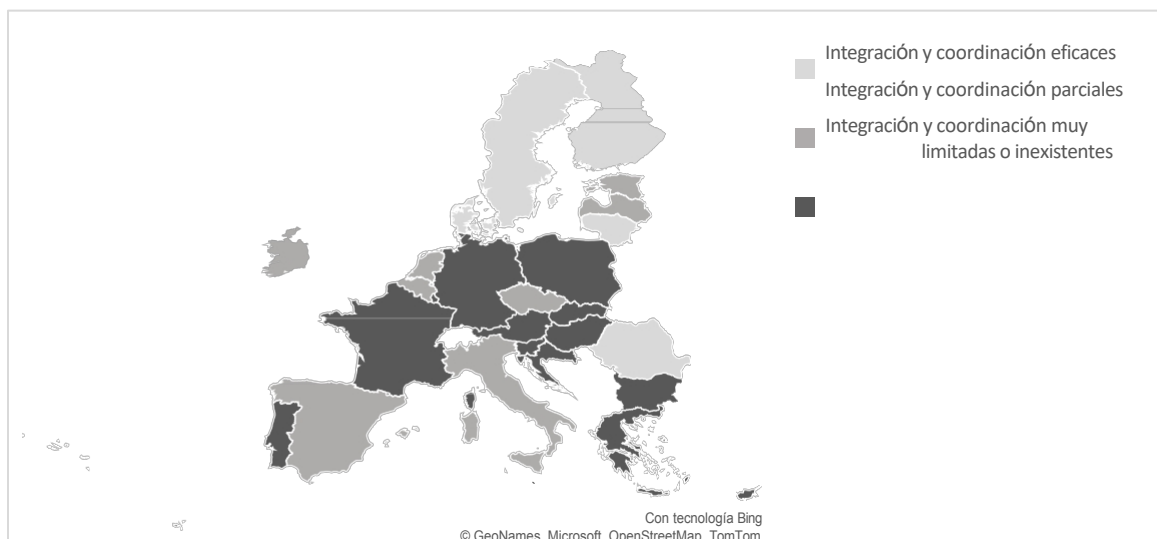 Integración y coordinación eficaces
Integración y coordinación parciales
Integración y coordinación muy
limitadas o inexistentes
Con tecnología Bing
© GeoNames, Microsoft, OpenStreetMap, TomTom